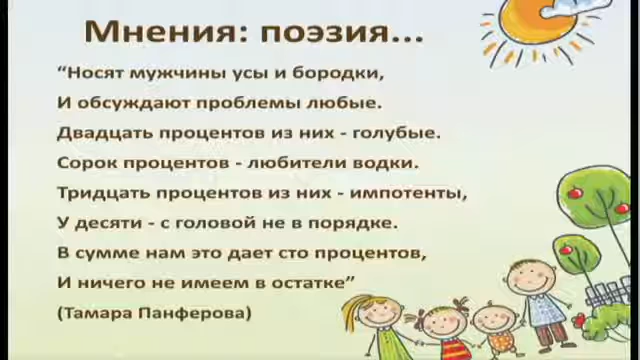 Мнения: поэзия...
“Носят мужчины усы и бородки,
И обсуждают проблемы любые.
Двадцать процентов из них - голубые.
Сорок процентов - любители водки.
Тридцать процентов из них - импотенты,
У десяти - с головой не в порядке.
В сумме нам это дает сто процентов,
И ничего не имеем в остатке”
(Тамара Панферова)